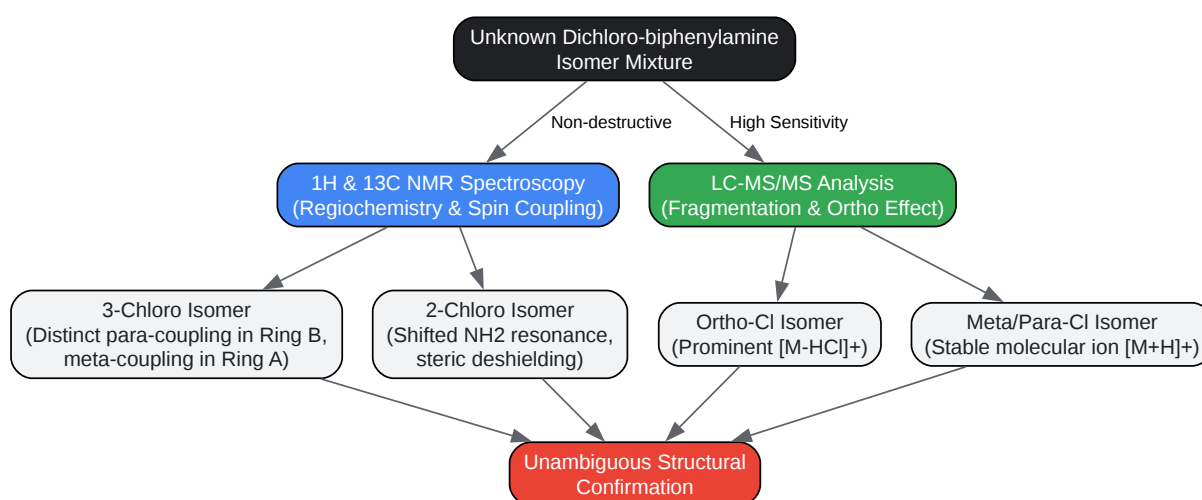 Unknown Dichloro-biphenylamine
Isomer Mixture
Non-destructive
High Sensitivity
1H & 13C NMR Spectroscopy
(Regiochemistry & Spin Coupling)
LC-MS/MS Analysis
(Fragmentation & Ortho Effect)
3-Chloro Isomer
(Distinct para-coupling in Ring B,
meta-coupling in Ring A)
2-Chloro Isomer
(Shifted NH2 resonance,
steric deshielding)
Ortho-Cl Isomer
(Prominent [M-HCl]+)
Meta/Para-Cl Isomer
(Stable molecular ion [M+H]+)
Unambiguous Structural
Confirmation